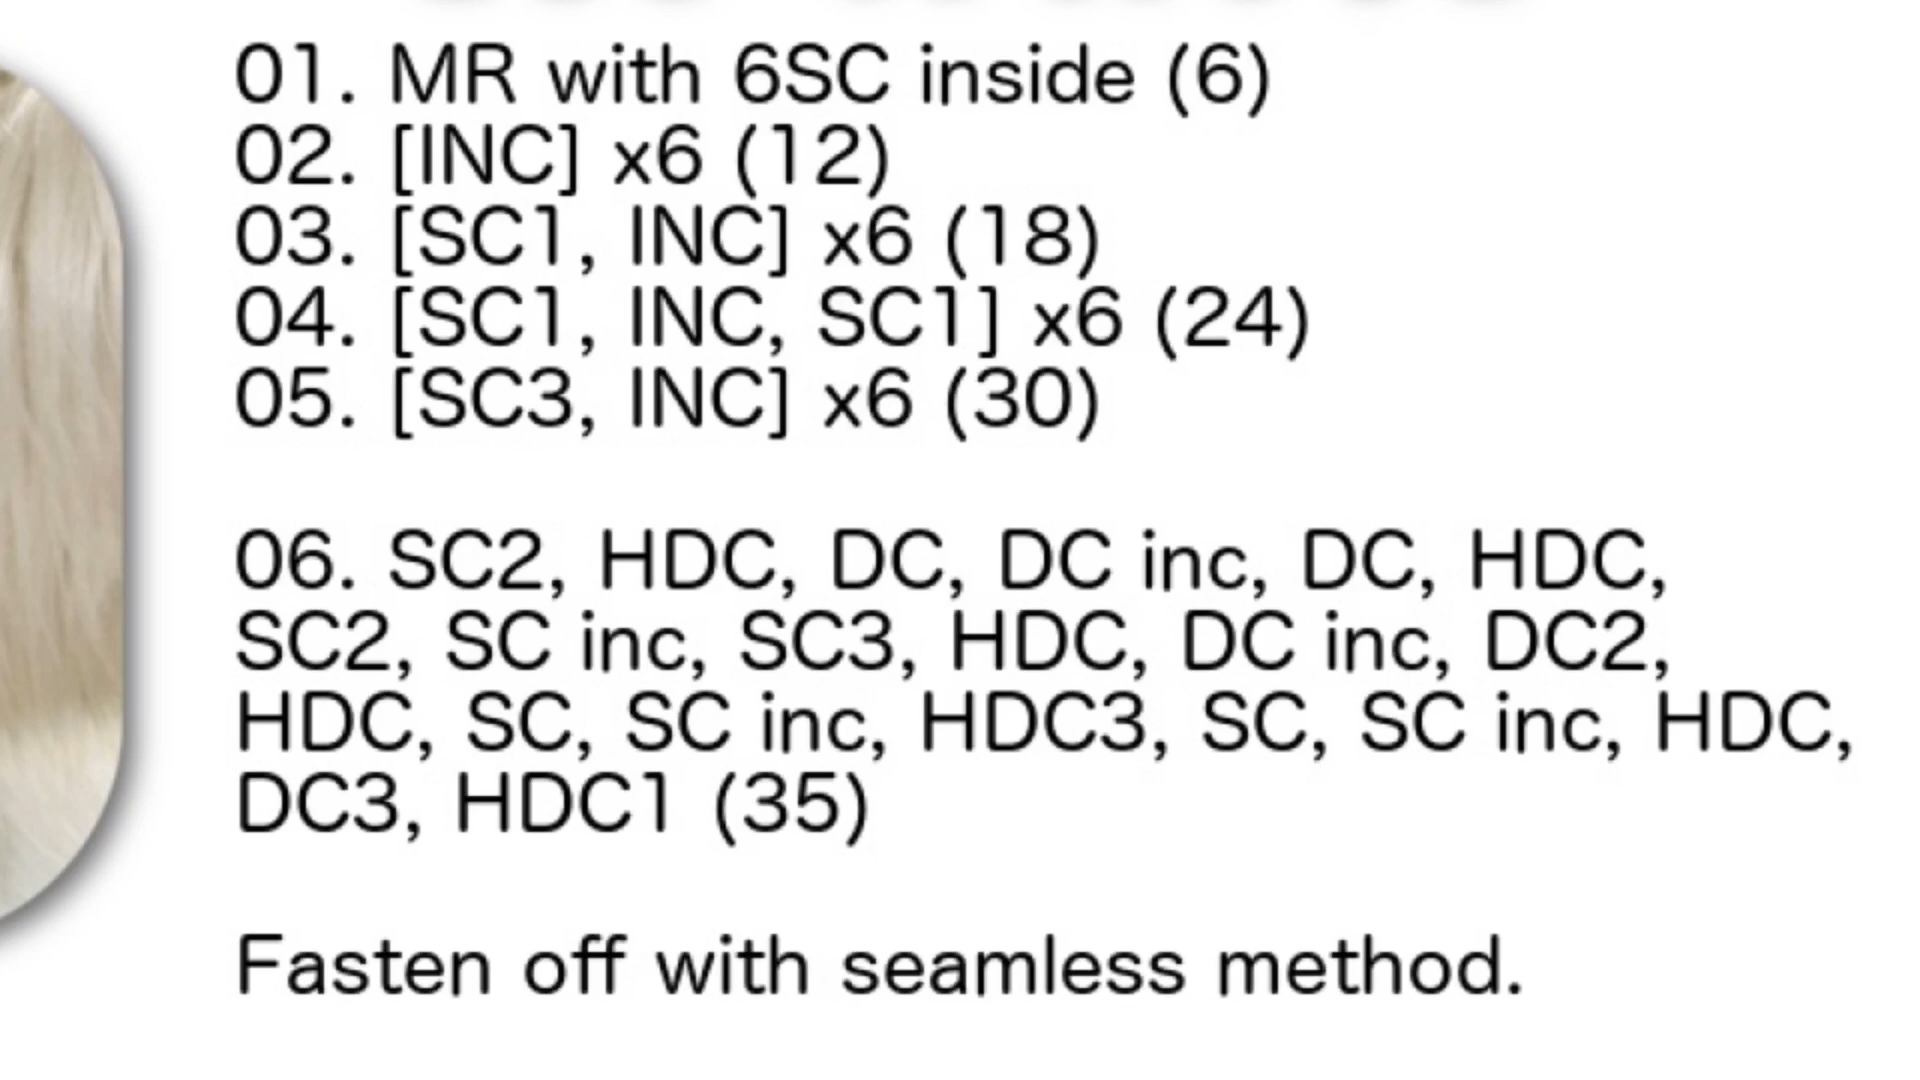 01. MR with 6SC inside (6)
02. [INC] x6 (12)
03. [SC1, INC] x6 (18)
04. [SC1, INC, SC1] x6 (24)
05. [SC3, INC] x6 (30)
06. SC2, HDC, DC, DC inc, DC, HDC,
SC2, SC inc, SC3, HDC, DC inc, DC2,
HDC, SC, SC inc, HDC3, SC, SC inc, HDC,
DC3, HDC1 (35)
Fasten off with seamless method.